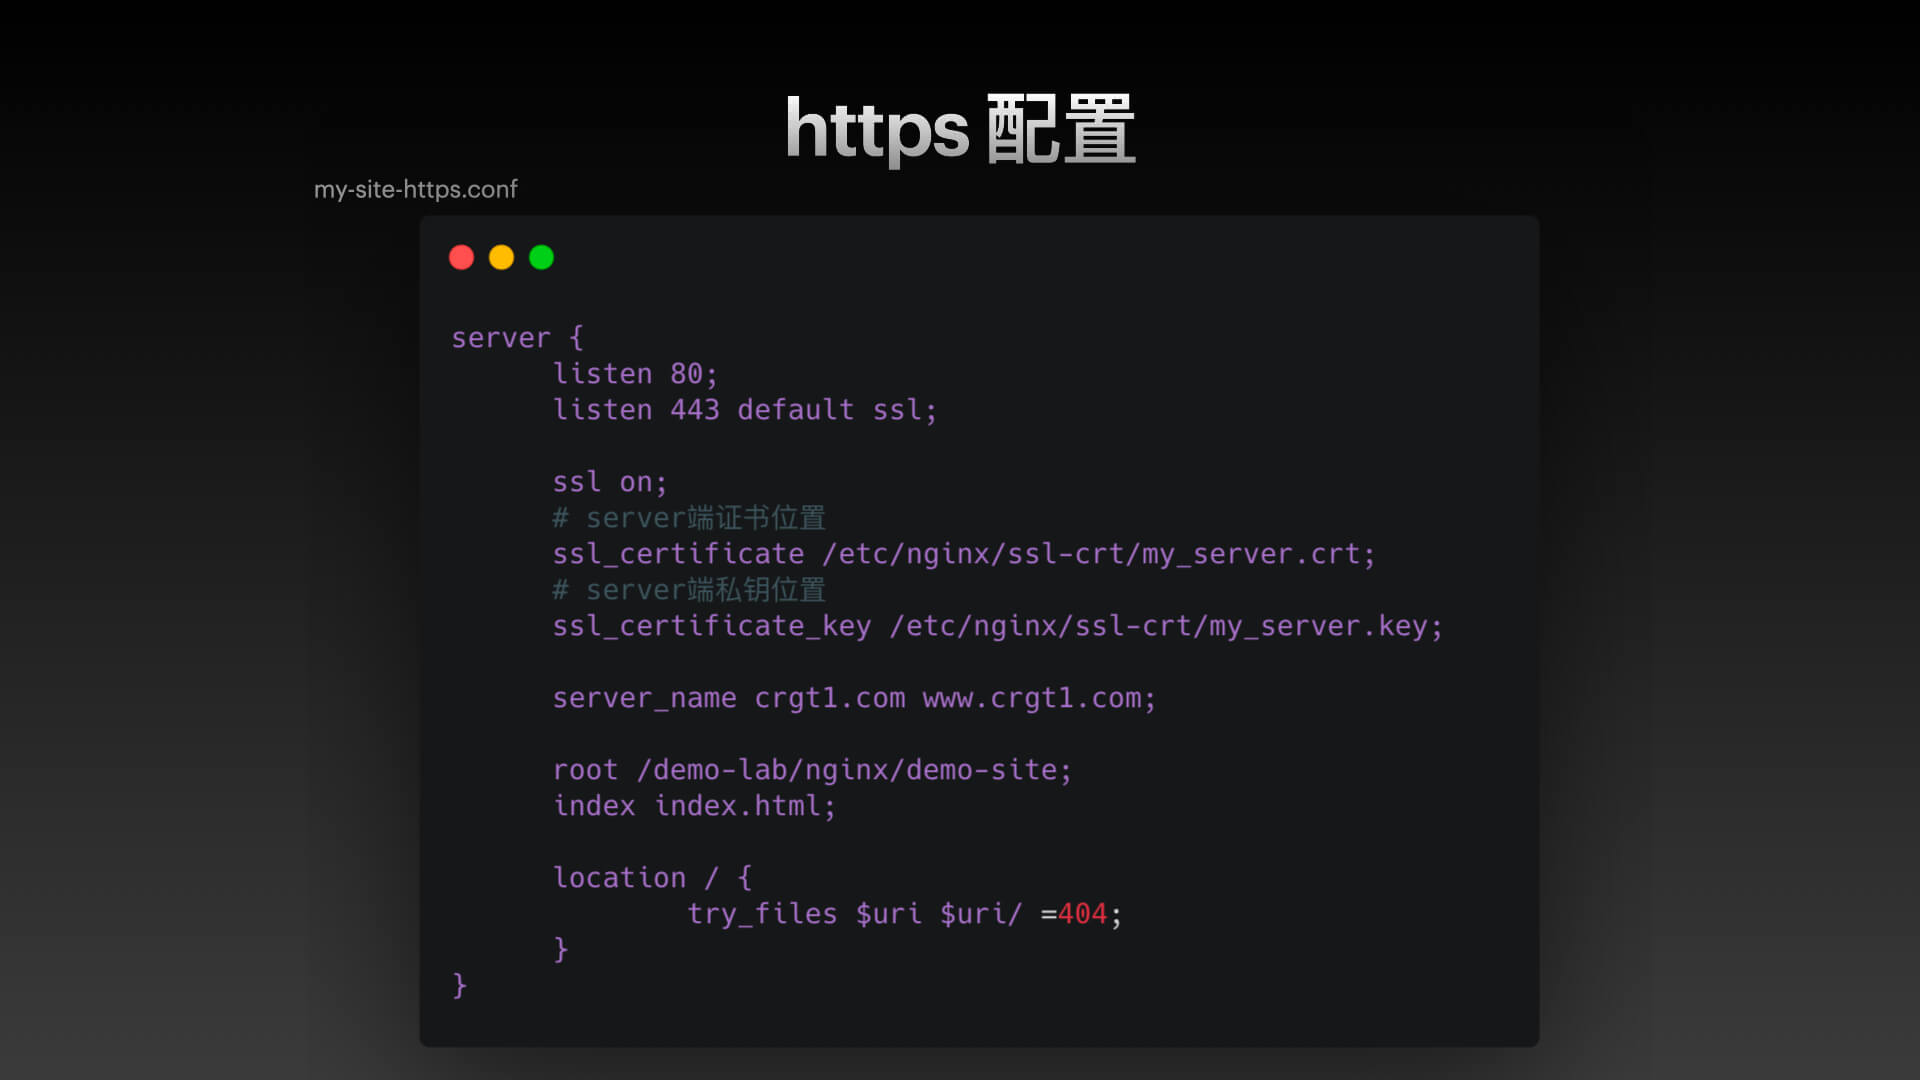 https 配置
my-site-https.conf
server {
listen 80;
listen 443 default ssl;
ssl on;
# server端证书位置
ssl_certificate /etc/nginx/ssl-crt/my_server.crt;
# server端私钥位置
ssl_certificate_key /etc/nginx/ssl-crt/my_server.key;
server_name crgt1.com www.crgt1.com;
root /demo-lab/nginx/demo-site;
index index.html;
location / {
try_files $uri $uri/ =404;
}
}